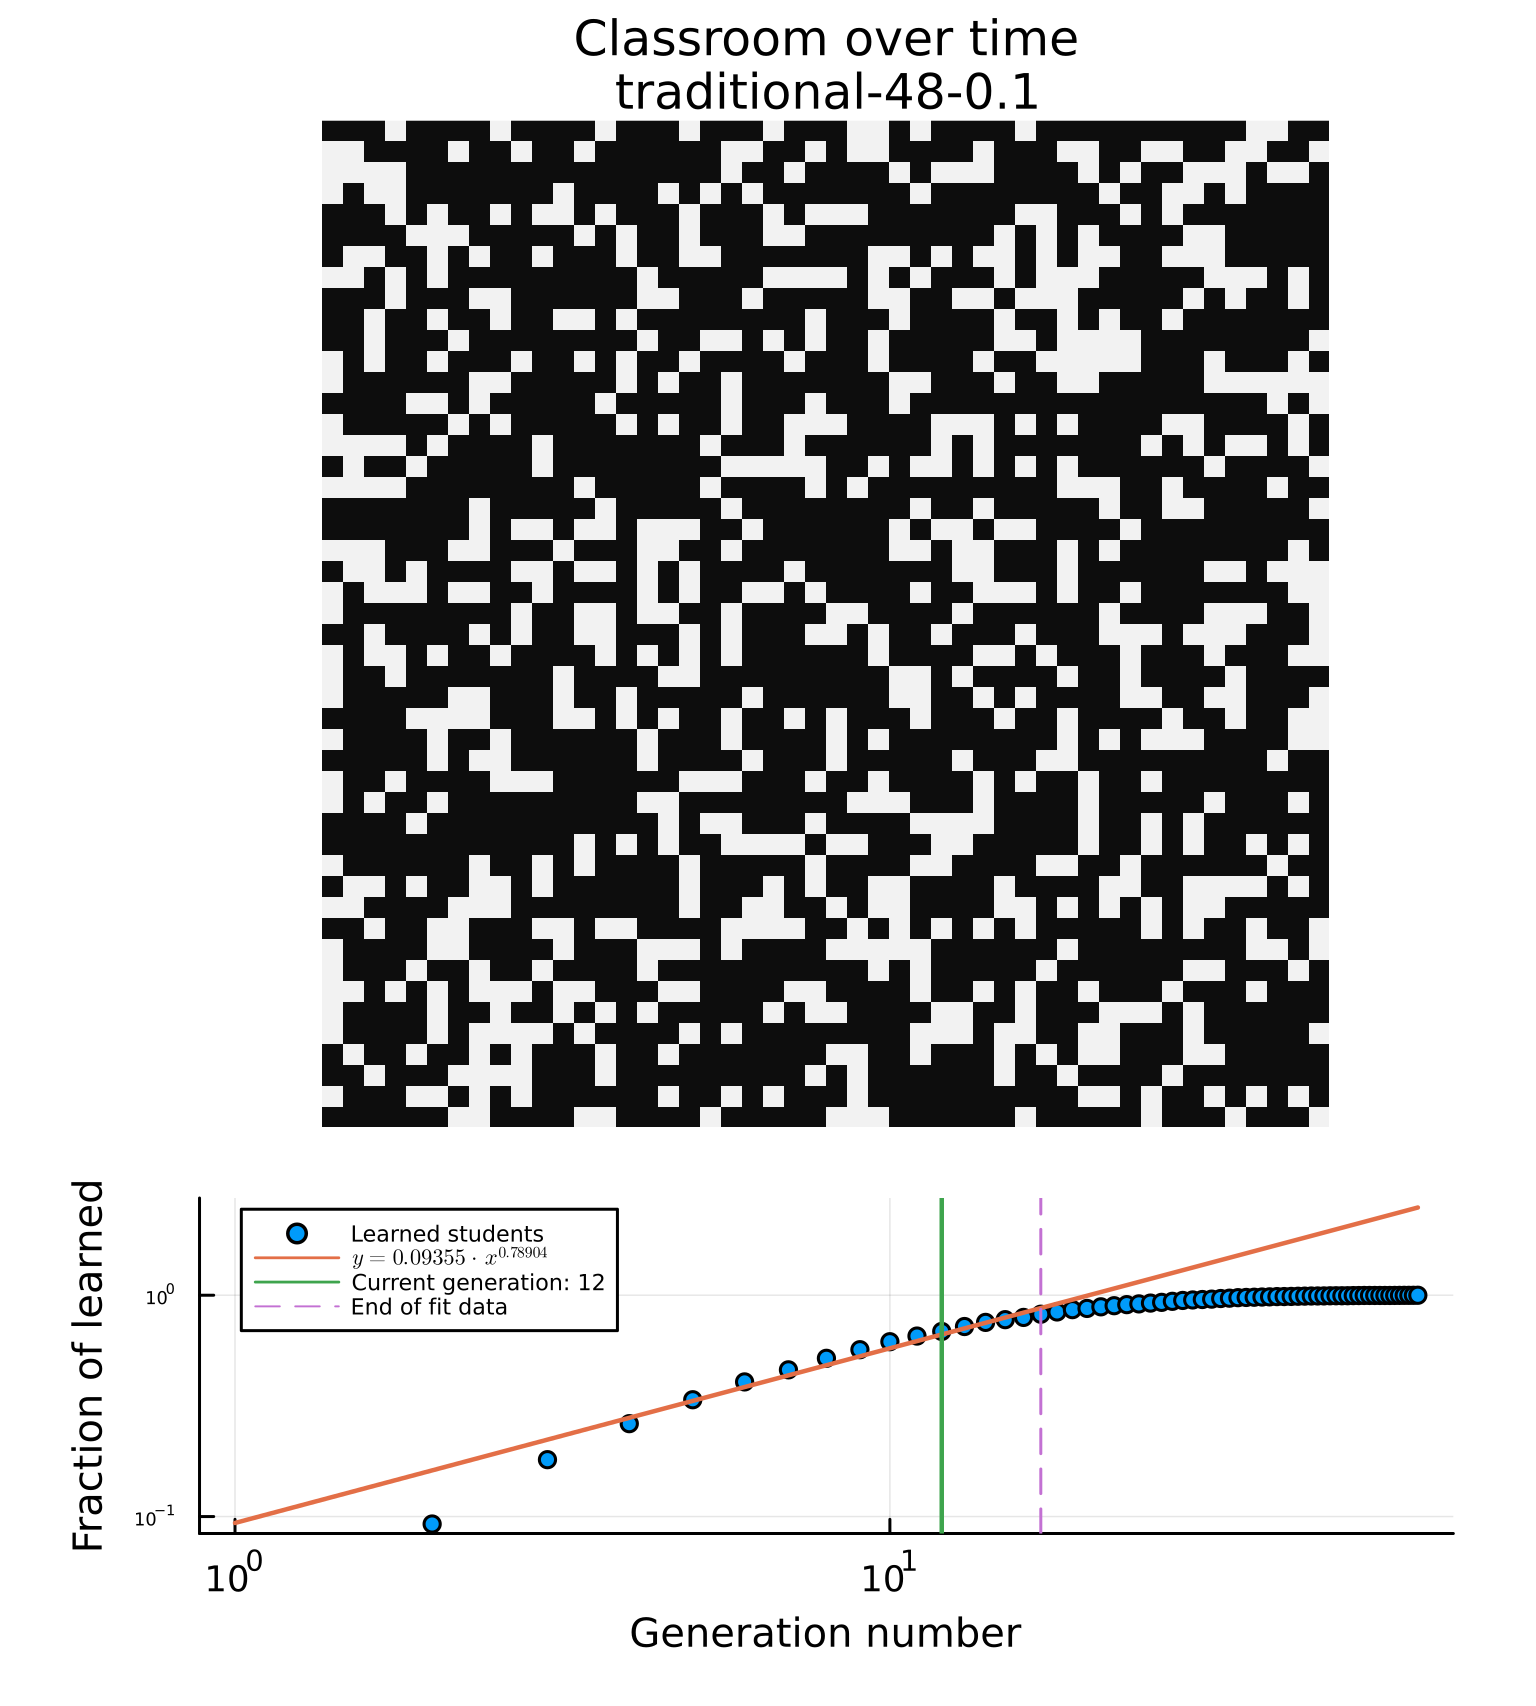 Classroom over time
traditional-48-0.1
Fraction of learned
Learned students
y = 0.09355 · x^0.78904
Current generation: 12
End of fit data
10^0
10^-1
10^0
10^1
Generation number